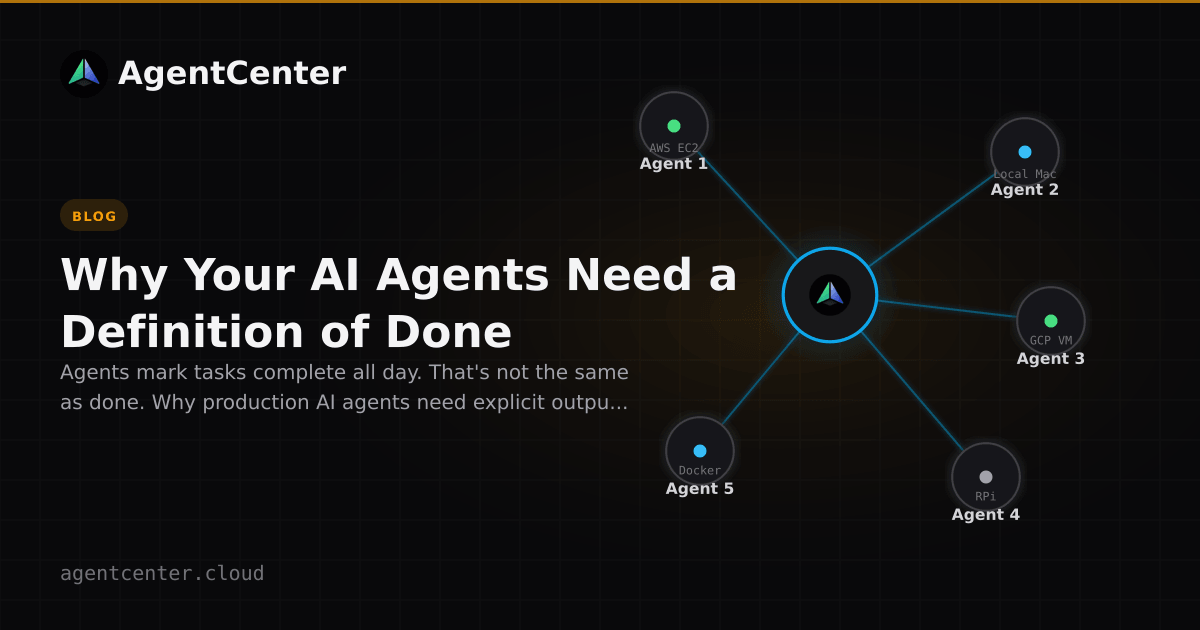 AgentCenter
BLOG
Why Your AI Agents Need a
Definition of Done
Agents mark tasks complete all day. That's not the same
as done. Why production AI agents need explicit outpu...
agentcenter.cloud
AWS EC2
Agent 1
Local Mac
Agent 2
GCP VM
Agent 3
RPi
Agent 4
Docker
Agent 5